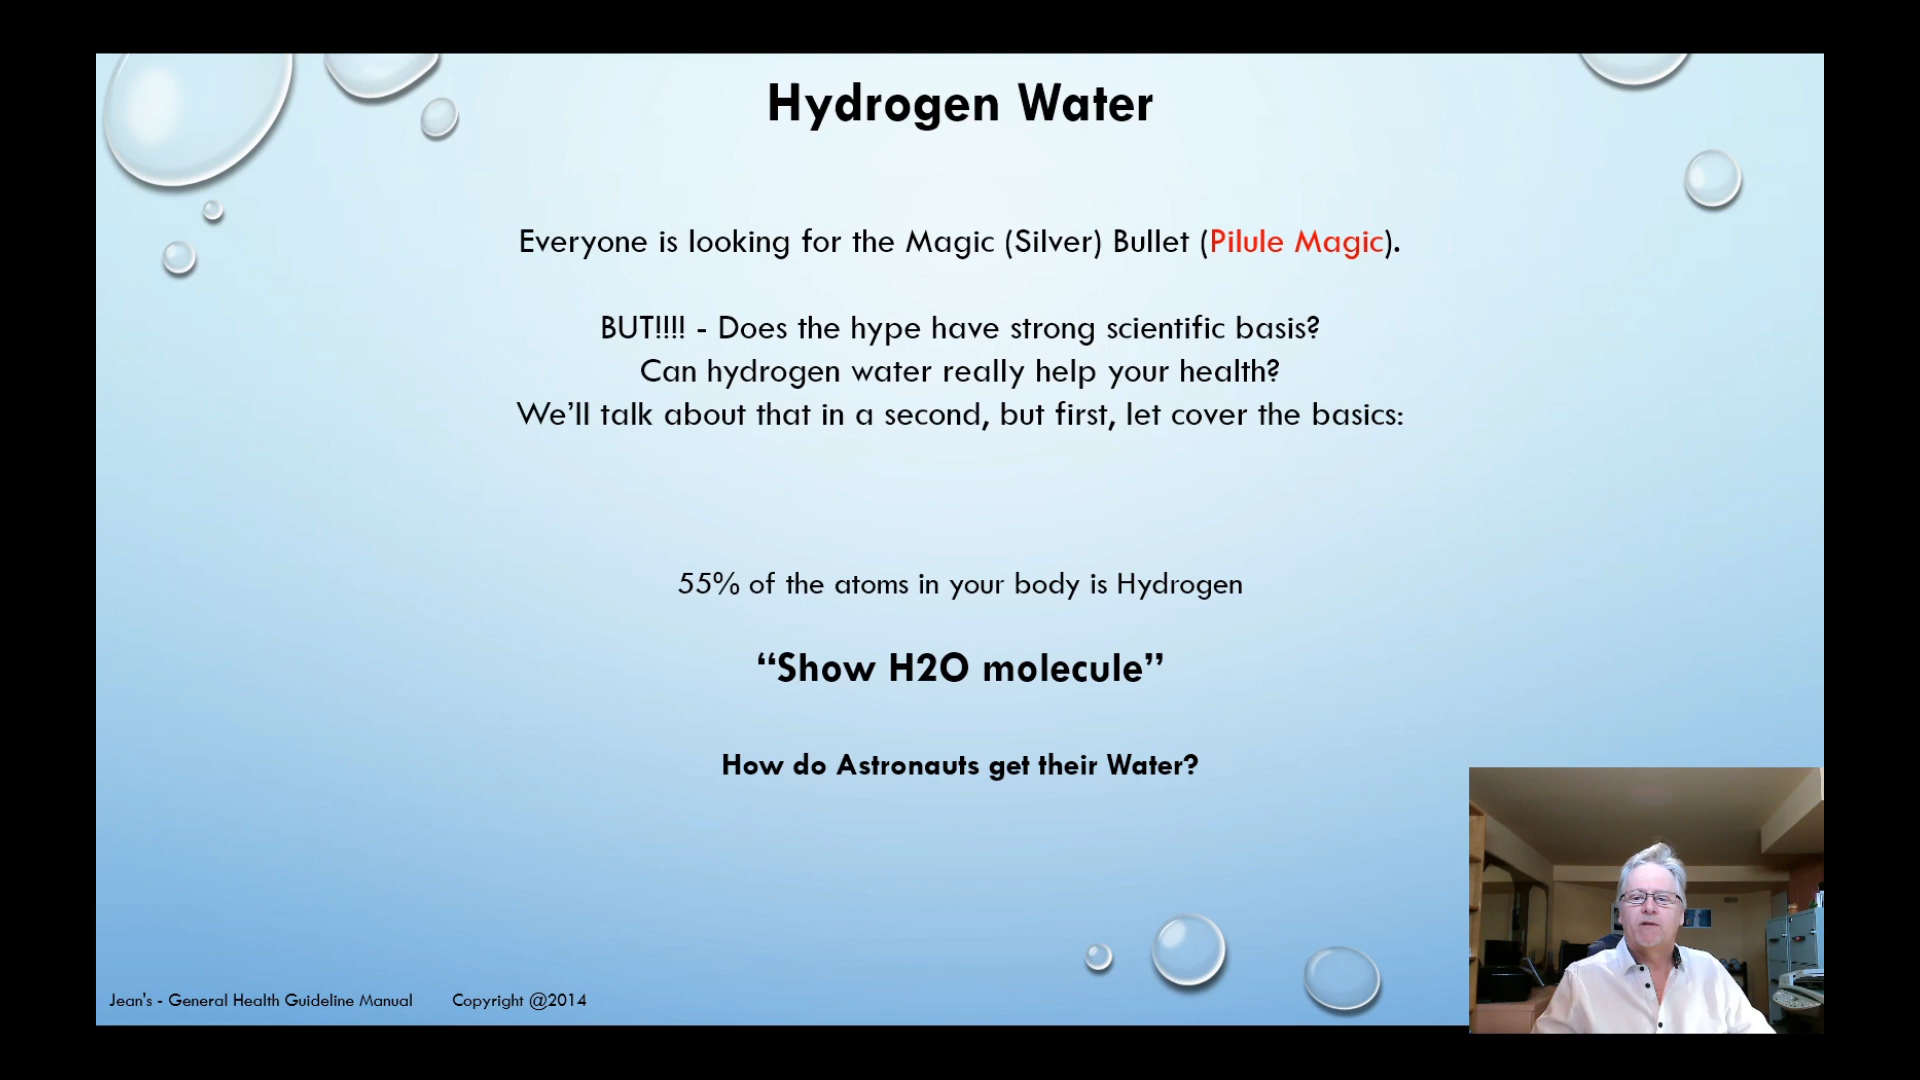 Hydrogen Water
Everyone is looking for the Magic (Silver) Bullet (Pilule Magic).
BUT!!!! - Does the hype have strong scientific basis?
Can hydrogen water really help your health?
We’ll talk about that in a second, but first, let cover the basics:
55% of the atoms in your body is Hydrogen
“Show H2O molecule”
How do Astronauts get their Water?
Jean's - General Health Guideline Manual Copyright @2014